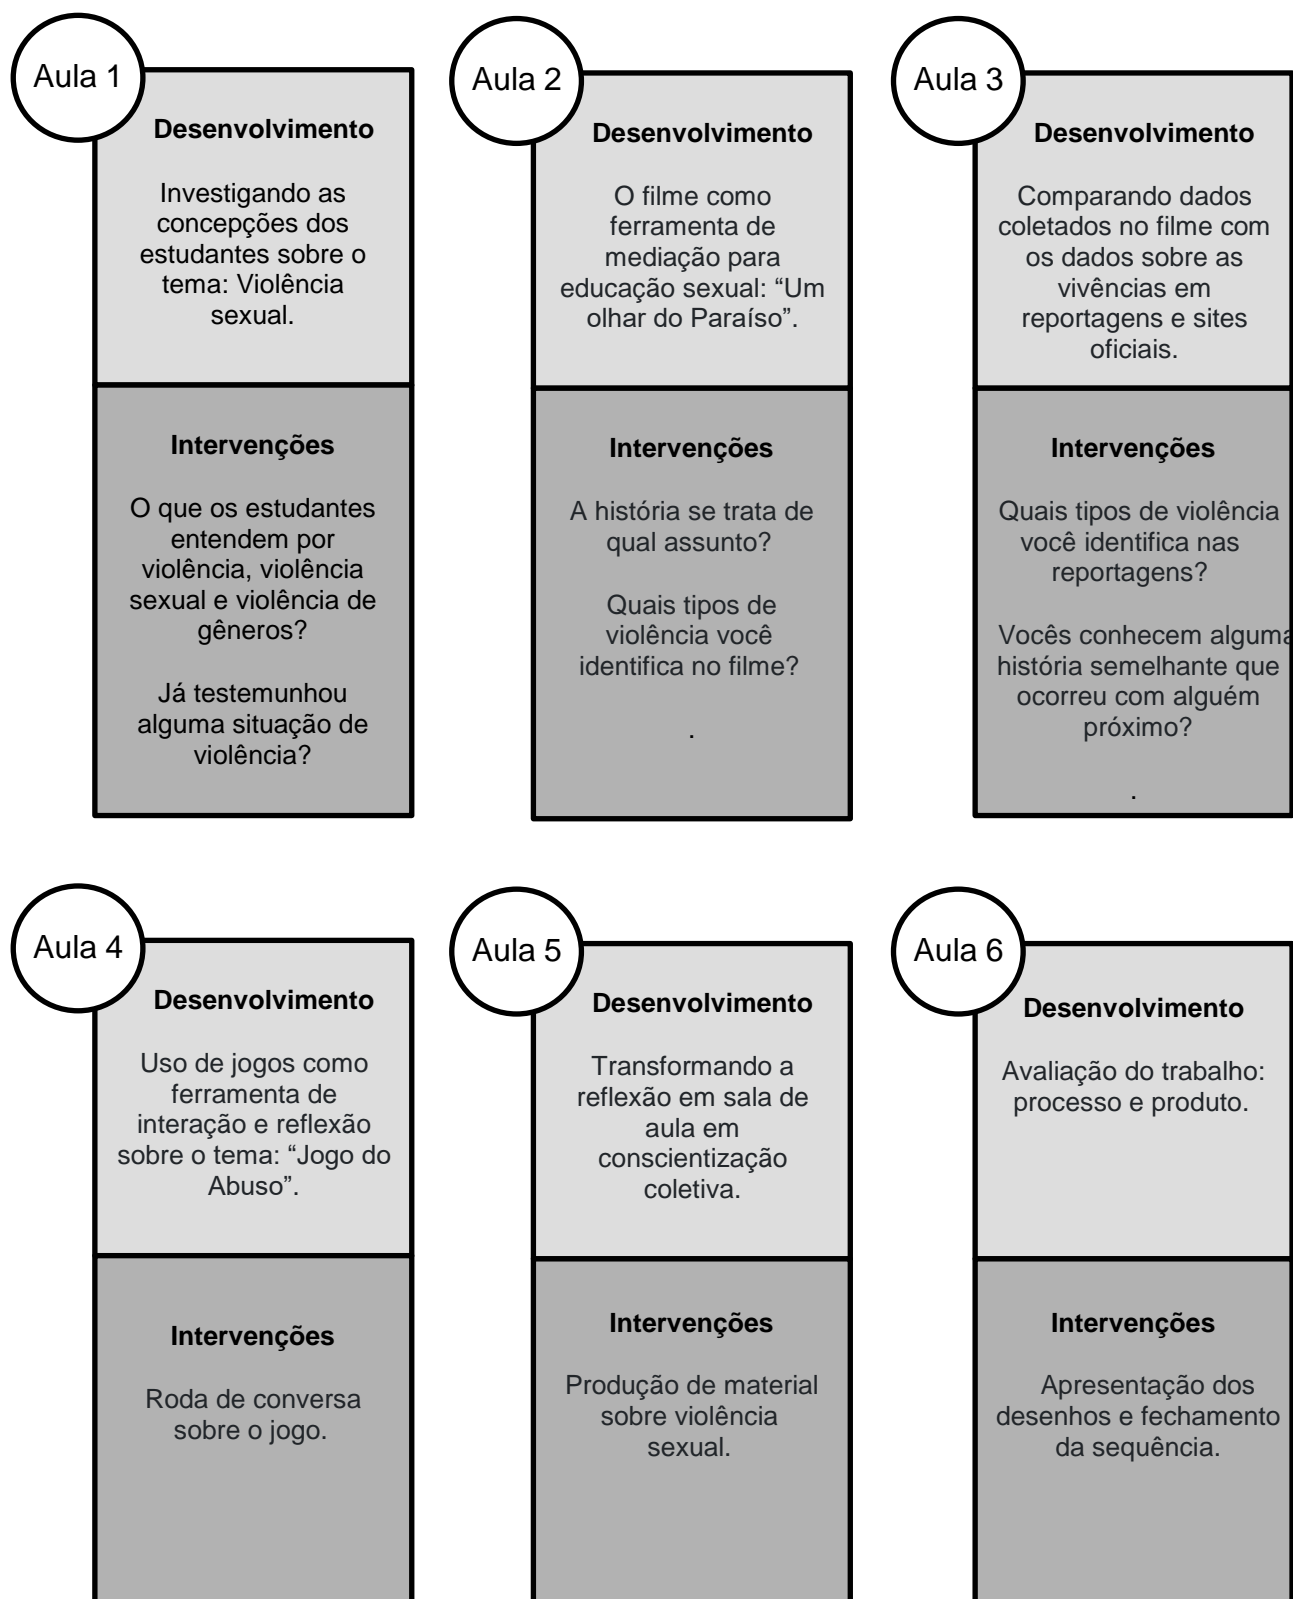 Aula 1
Desenvolvimento
Investigando as
concepções dos
estudantes sobre o
tema: Violência
sexual.
Intervenções
O que os estudantes
entendem por
violência, violência
sexual e violência de
gêneros?
Já testemunhou
alguma situação de
violência?
Aula 2
Desenvolvimento
O filme como
ferramenta de
mediação para
educação sexual: “Um
olhar do Paraíso”.
Intervenções
A história se trata de
qual assunto?
Quais tipos de
violência você
identifica no filme?
.
Aula 3
Desenvolvimento
Comparando dados
coletados no filme com
os dados sobre as
vivências em
reportagens e sites
oficiais.
Intervenções
Quais tipos de violência
você identifica nas
reportagens?
Vocês conhecem alguma
história semelhante que
ocorreu com alguém
próximo?
.
Aula 4
Desenvolvimento
Uso de jogos como
ferramenta de
interação e reflexão
sobre o tema: “Jogo do
Abuso”.
Intervenções
Roda de conversa
sobre o jogo.
Aula 5
Desenvolvimento
Transformando a
reflexão em sala de
aula em
conscientização
coletiva.
Intervenções
Produção de material
sobre violência
sexual.
Aula 6
Desenvolvimento
Avaliação do trabalho:
processo e produto.
Intervenções
Apresentação dos
desenhos e fechamento
da sequência.